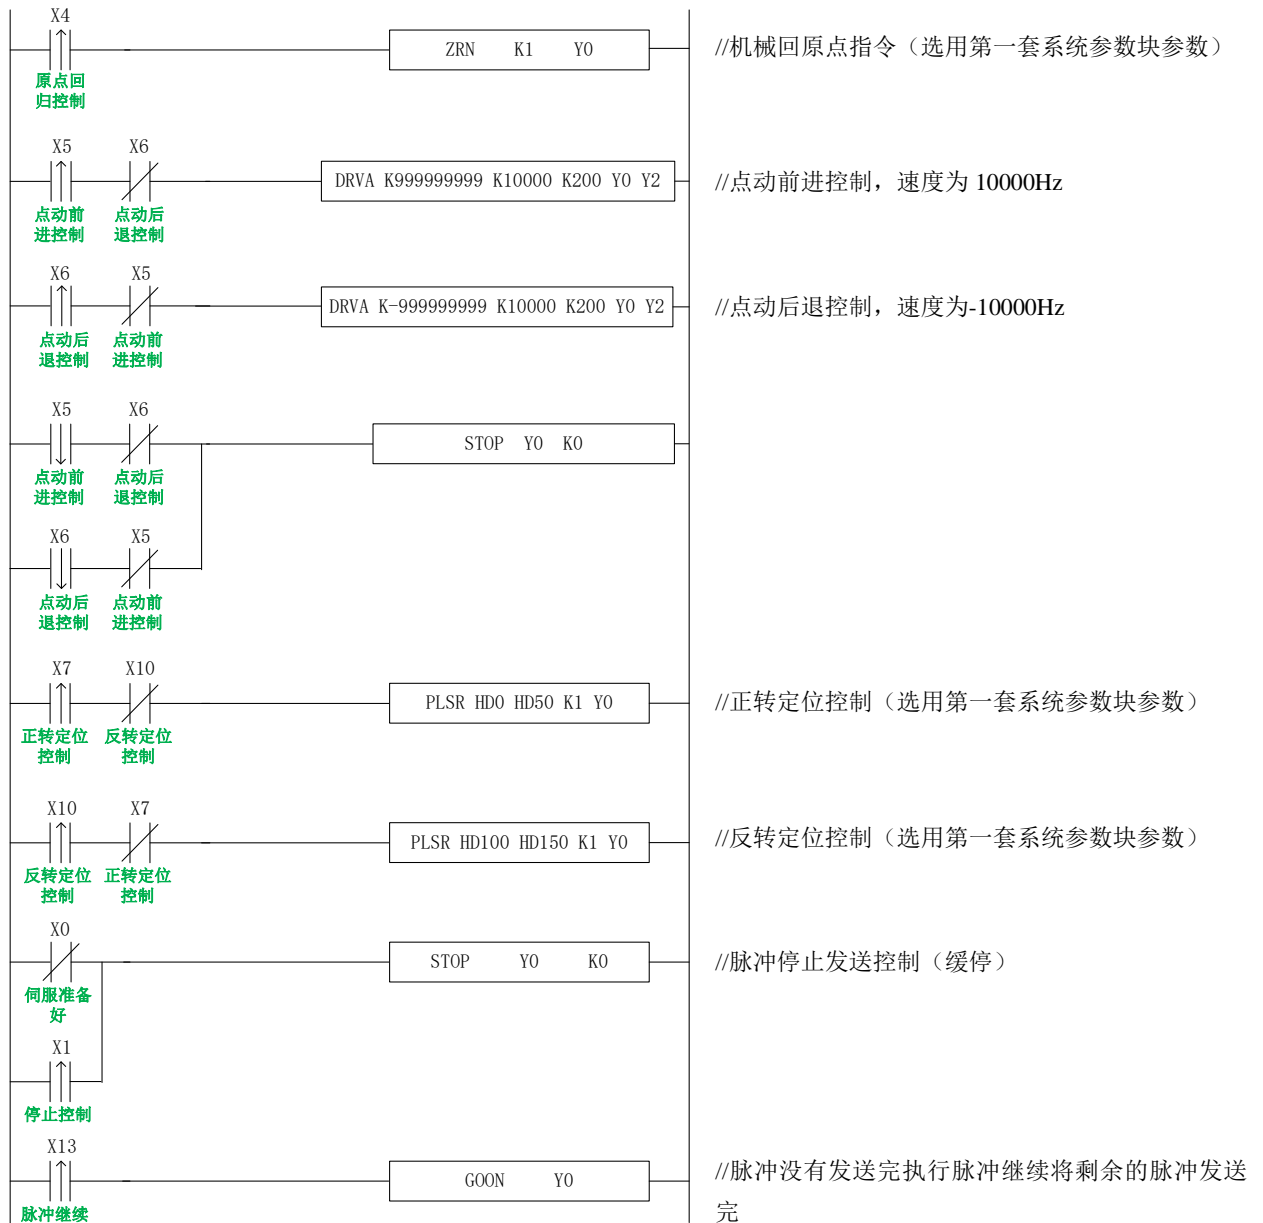 X4
ZRN K1 Y0
//机械回原点指令（选用第一套系统参数块参数）
原点回
归控制
X5 X6
DRVA K999999999 K10000 K200 Y0 Y2
//点动前进控制，速度为 10000Hz
点动前 点动后
进控制 退控制
X6 X5
DRVA K-999999999 K10000 K200 Y0 Y2
//点动后退控制，速度为-10000Hz
点动后 点动前
退控制 进控制
X5 X6
STOP Y0 K0
点动前 点动后
进控制 退控制
X6 X5
点动后 点动前
退控制 进控制
X7 X10
PLSR HD0 HD50 K1 Y0
//正转定位控制（选用第一套系统参数块参数）
正转定位 反转定位
控制 控制
X10 X7
PLSR HD100 HD150 K1 Y0
//反转定位控制（选用第一套系统参数块参数）
反转定位 正转定位
控制 控制
X0
STOP Y0 K0
//脉冲停止发送控制（缓停）
伺服准备
好
X1
停止控制
X13
GOON Y0
//脉冲没有发送完执行脉冲继续将剩余的脉冲发送
完
脉冲继续